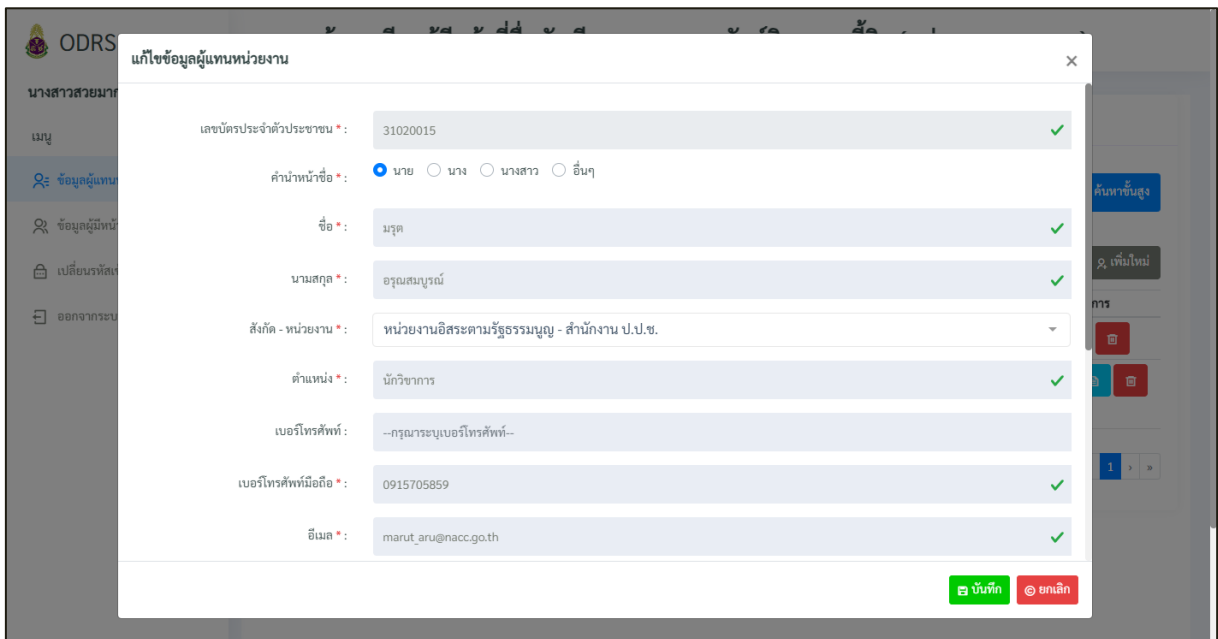 ODRS
แก้ไขข้อมูลผู้แทนหน่วยงาน
×
นางสาวสวยมาก
เมนู
เลขบัตรประจำตัวประชาชน * : 31020015
ข้อมูลผู้แทน
คำนำหน้าชื่อ * : นาย นาง นางสาว อื่นๆ
ค้นหาขั้นสูง
ข้อมูลผู้มีหน้
ชื่อ * : มรุต
เปลี่ยนรหัส
นามสกุล * : อรุณสมบูรณ์
เพิ่มใหม่
ออกจากระบ
สังกัด - หน่วยงาน * : หน่วยงานอิสระตามรัฐธรรมนูญ - สำนักงาน ป.ป.ช.
การ
ตำแหน่ง * : นักวิชาการ
เบอร์โทรศัพท์ : --กรุณาระบุเบอร์โทรศัพท์--
เบอร์โทรศัพท์มือถือ * : 0915705859
1 › »
อีเมล * : marut_aru@nacc.go.th
บันทึก ยกเลิก